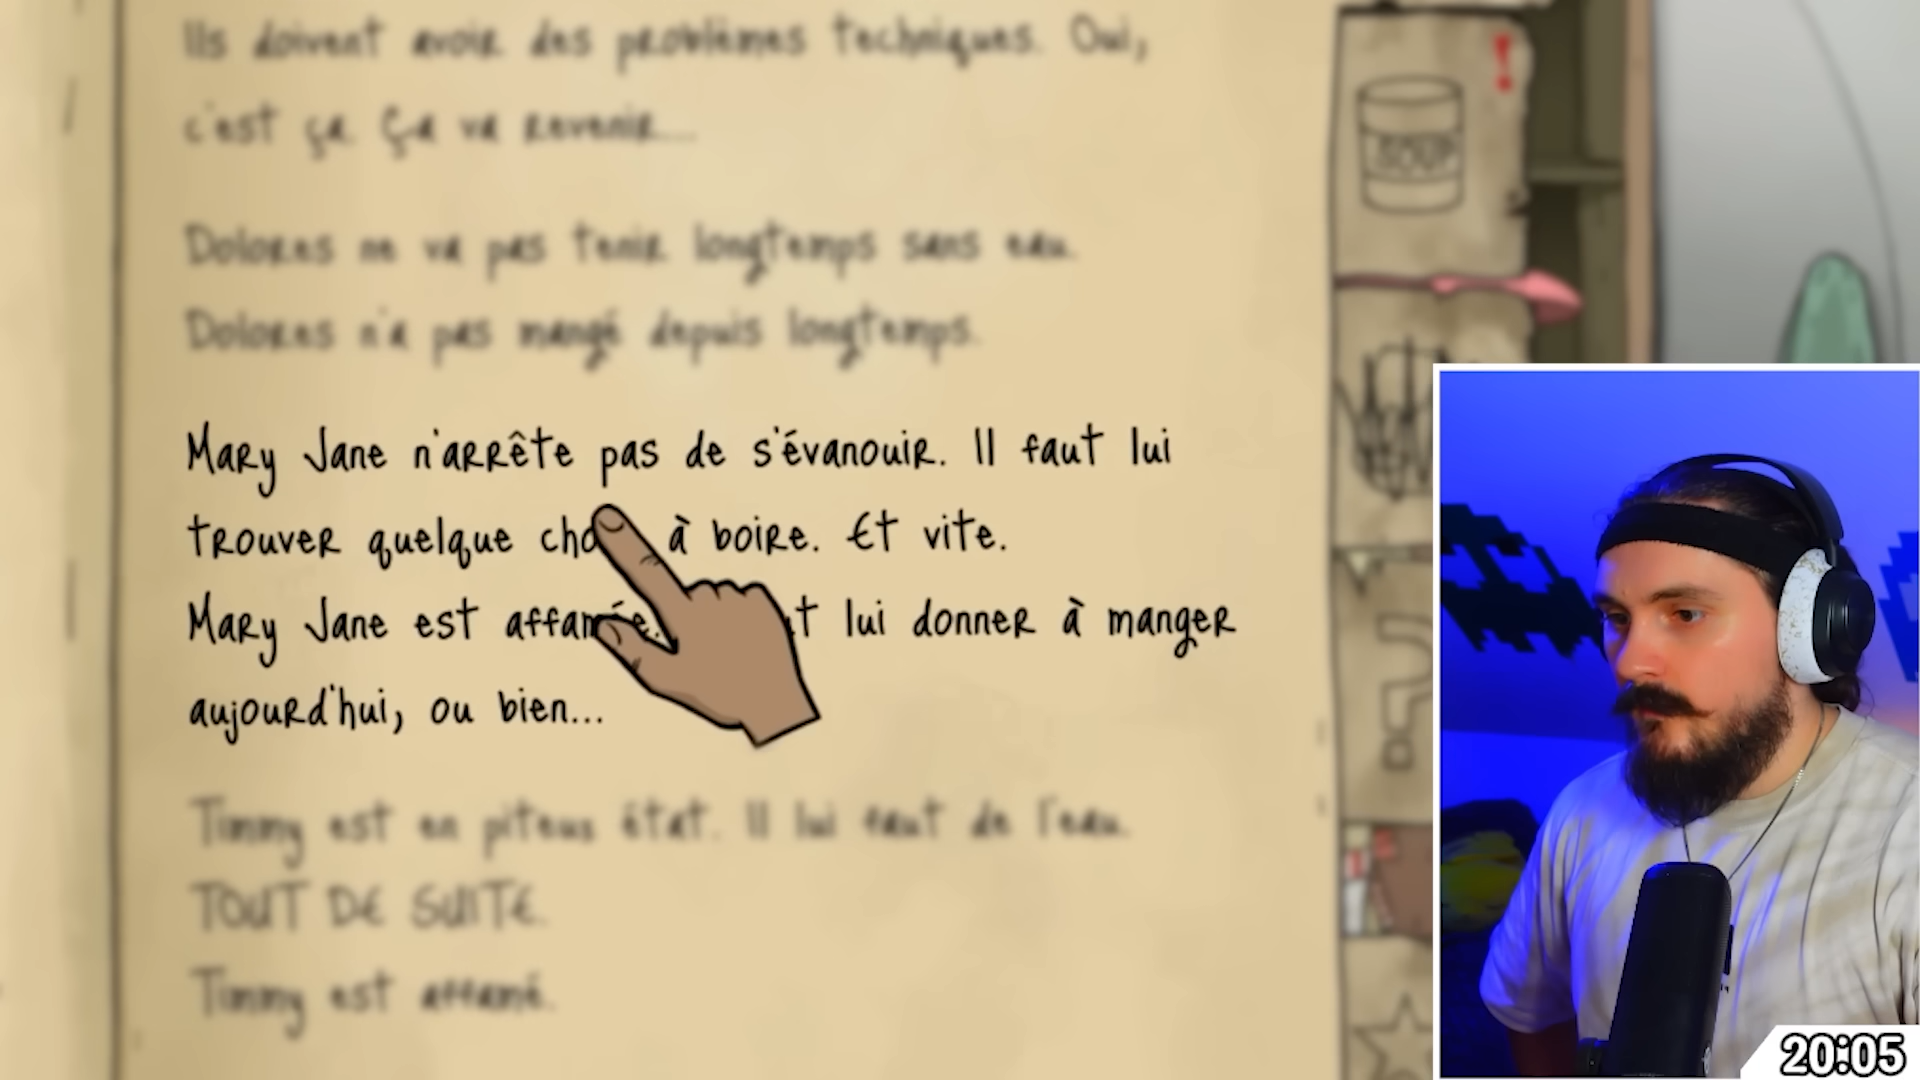 Ils doivent avoir des problèmes techniques. Oui,
c'est ça. Ça va revenir...
Dolores ne va pas tenir longtemps sans eau.
Dolores n'a pas mangé depuis longtemps.
SOUP
Mary Jane n'arrête pas de s'évanouir. Il faut lui
trouver quelque cho à boire. Et vite.
Mary Jane est affamée. t lui donner à manger
aujourd'hui, ou bien...
Timmy est en piteux état. Il lui faut de l'eau.
TOUT DE SUITE.
Timmy est affamé.
20:05